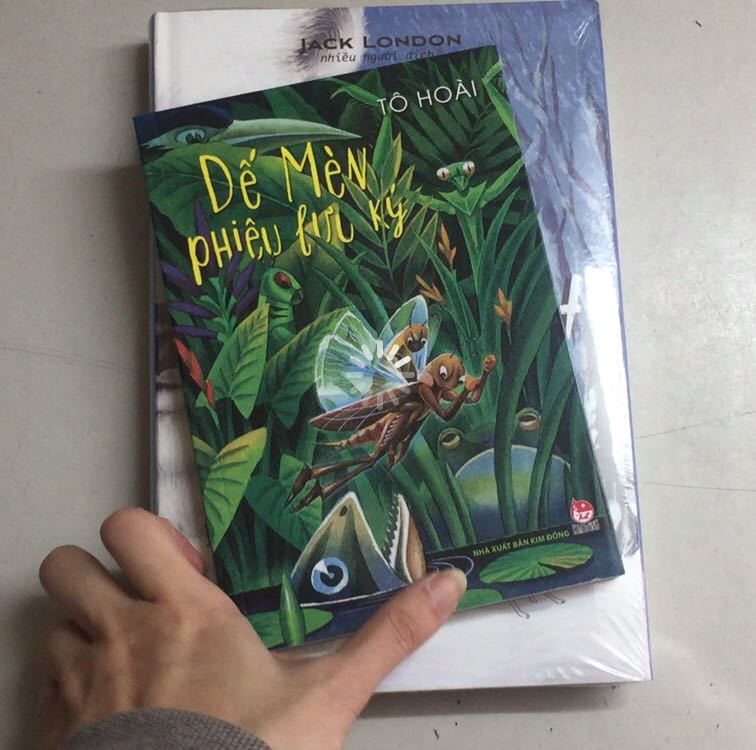 JACK LONDON
nhiều người dịch
TÔ HOÀI
DẾ MÈN
PHIÊU LƯU KÝ
NHÀ XUẤT BẢN KIM ĐỒNG